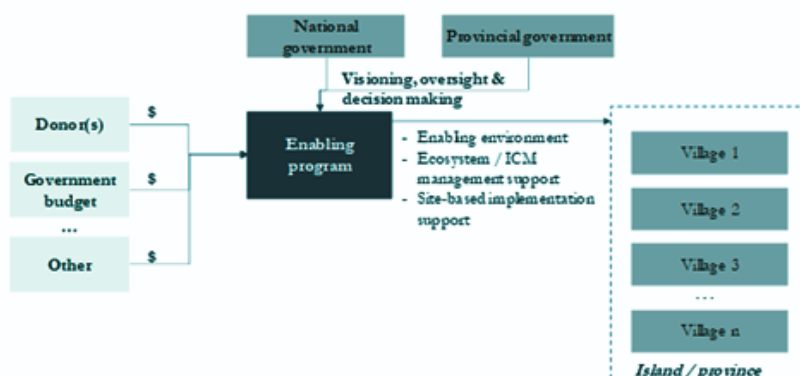 National
government
Provincial government
Visioning, oversight &
decision making
Donor(s)
$
Government
budget
$
...
Other
$
Enabling
program
- Enabling environment
- Ecosystem / ICM
management support
- Site-based implementation
support
Village 1
Village 2
Village 3
...
Village n
Island / province